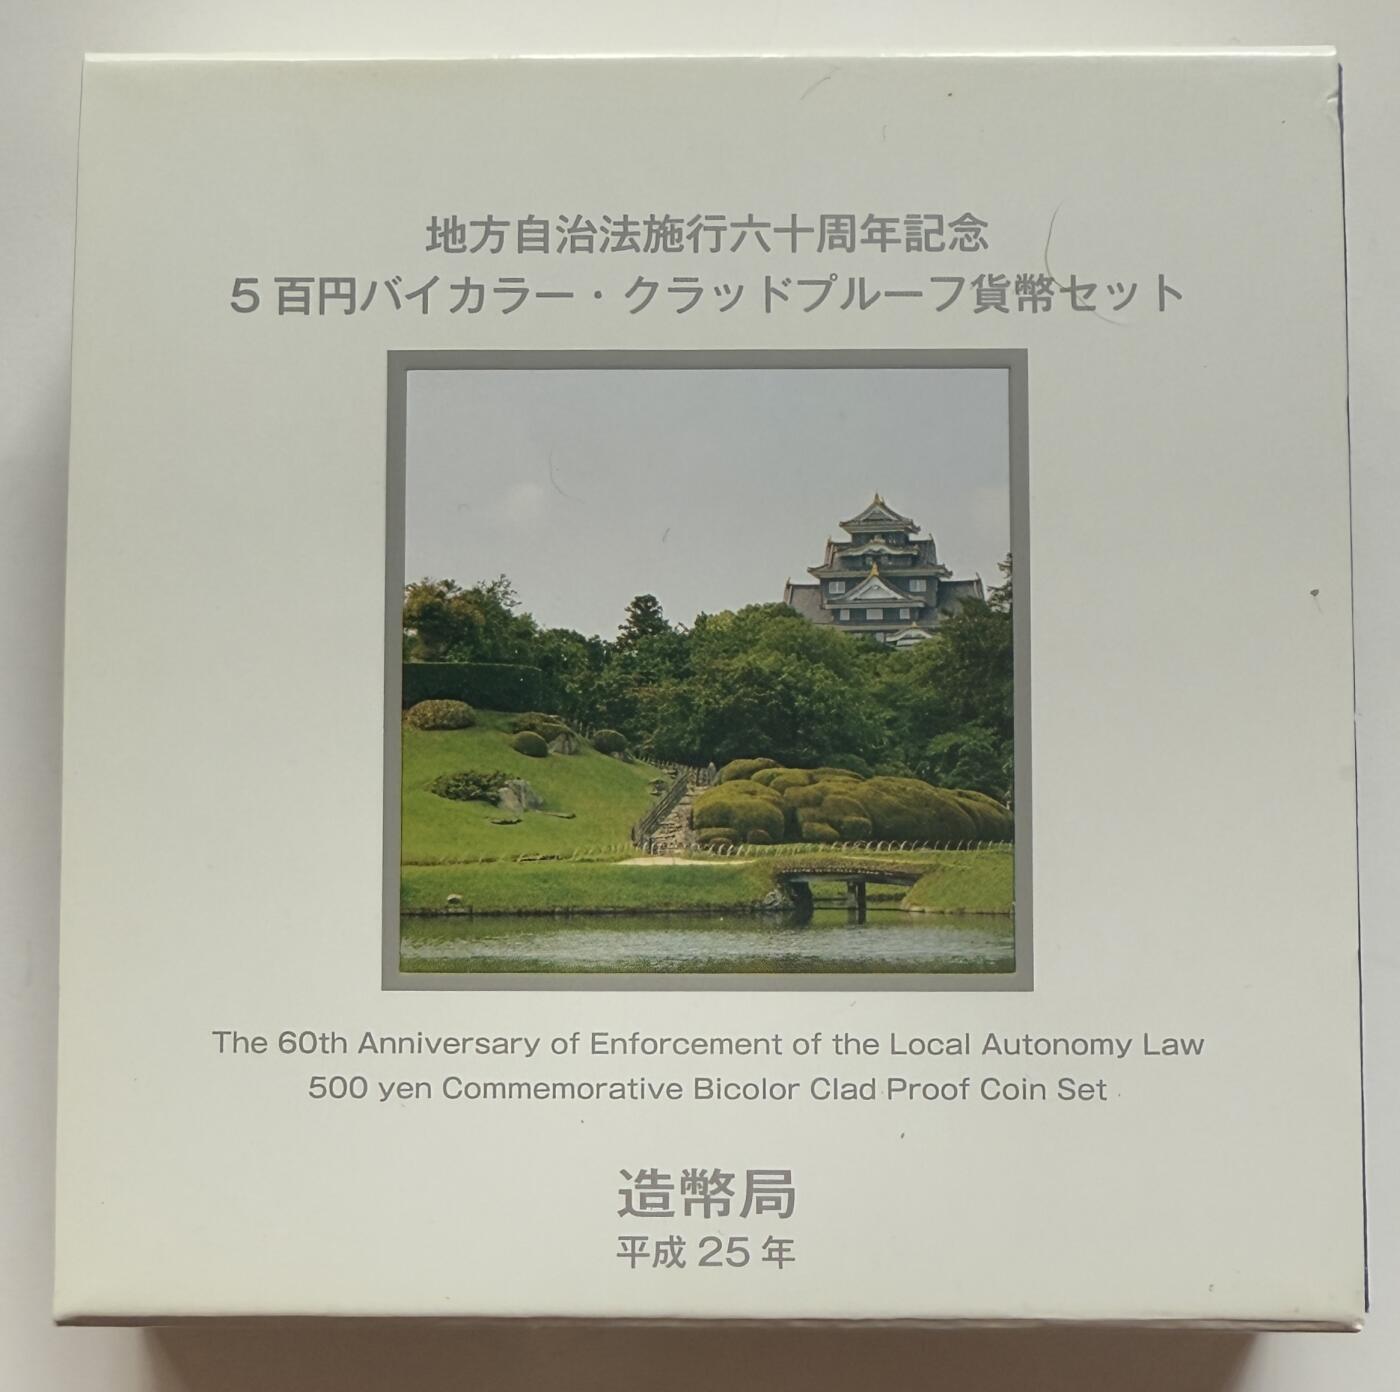 地方自治法施行六十周年記念
5百円バイカラー・クラッドプルーフ貨幣セット
The 60th Anniversary of Enforcement of the Local Autonomy Law
500 yen Commemorative Bicolor Clad Proof Coin Set
造幣局
平成25年